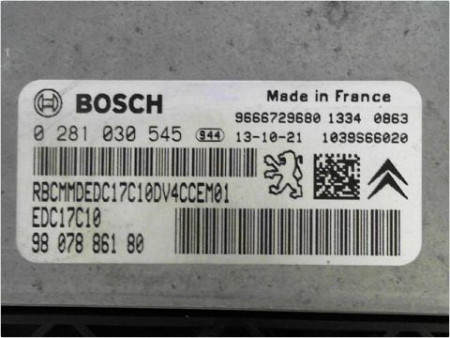 BOSCH
Made in France
9666729680 1334 0863
0 281 030 545 S44 13-10-21 1039S66020
RBCMMDEDC17C10DV4CCEM01
EDC17C10
98 078 861 80